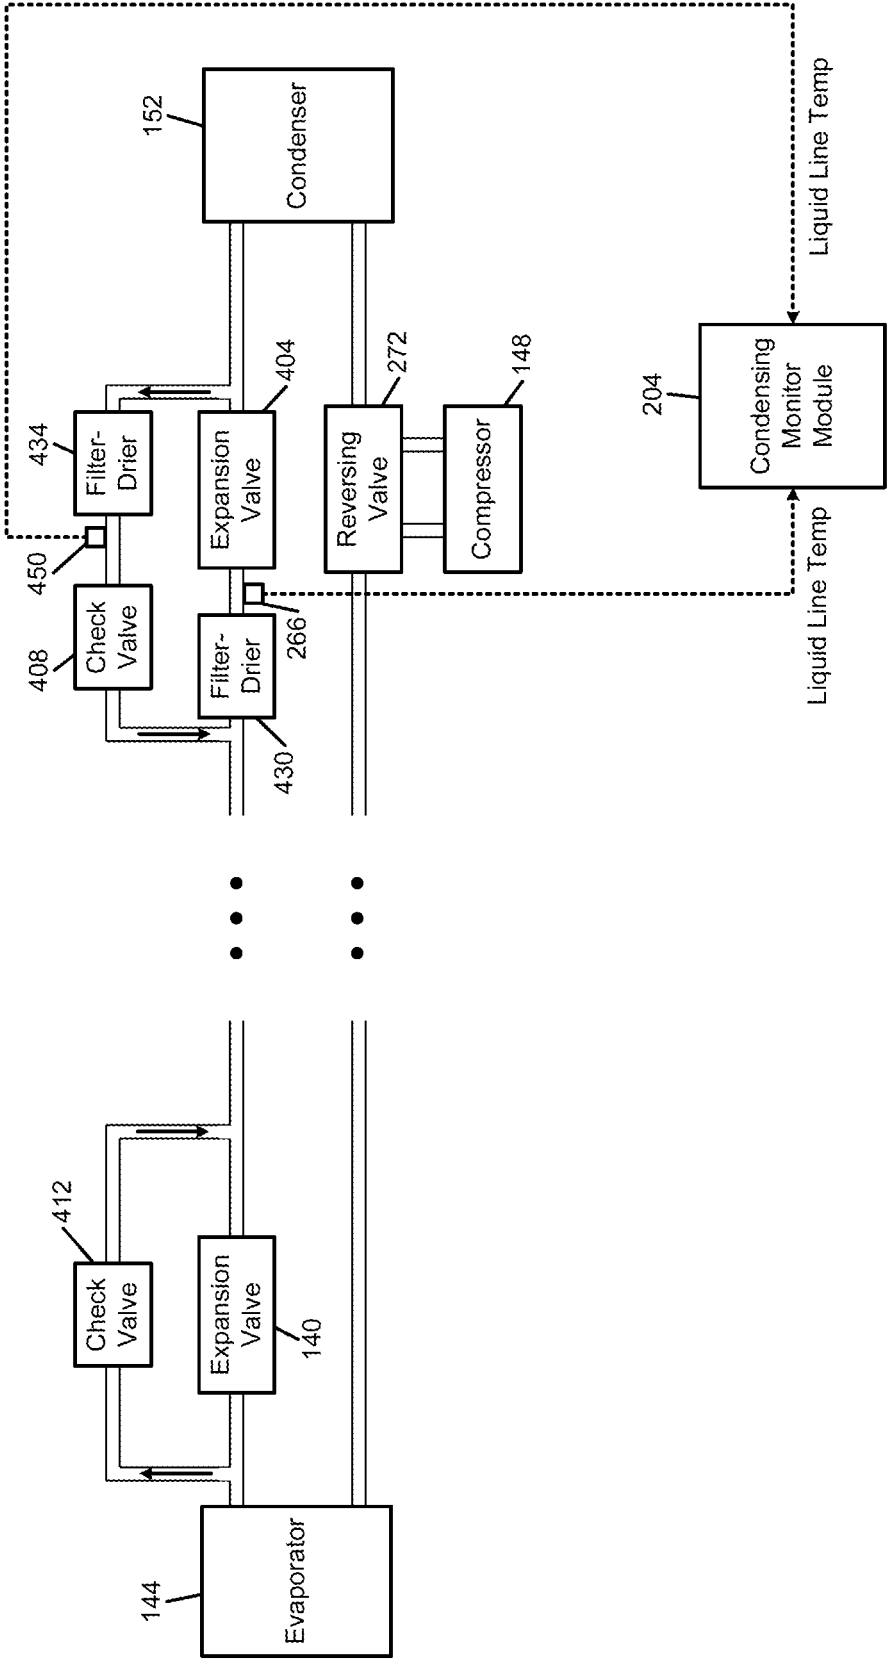 412
Check
Valve
Expansion
Valve
140
144
Evaporator
450
434
408
Check
Valve
Filter-
Drier
Filter-
Drier
430
266
Expansion
Valve
404
152
Condenser
Reversing
Valve
272
Compressor
148
204
Condensing
Monitor
Module
Liquid Line Temp
Liquid Line Temp